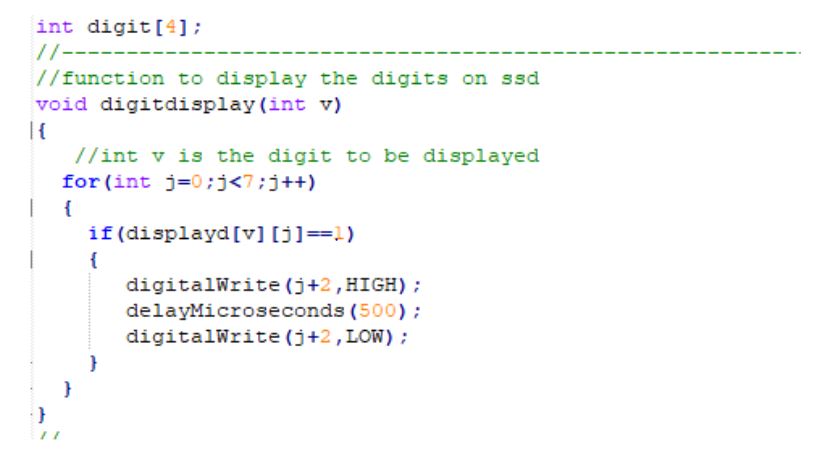 int digit[4];
//---------------------------------------------------------
//function to display the digits on ssd
void digitdisplay(int v)
{
   //int v is the digit to be displayed
  for(int j=0;j<7;j++)
  {
    if(displayd[v][j]==1)
    {
       digitalWrite(j+2,HIGH);
       delayMicroseconds(500);
       digitalWrite(j+2,LOW);
    }
  }
}
//